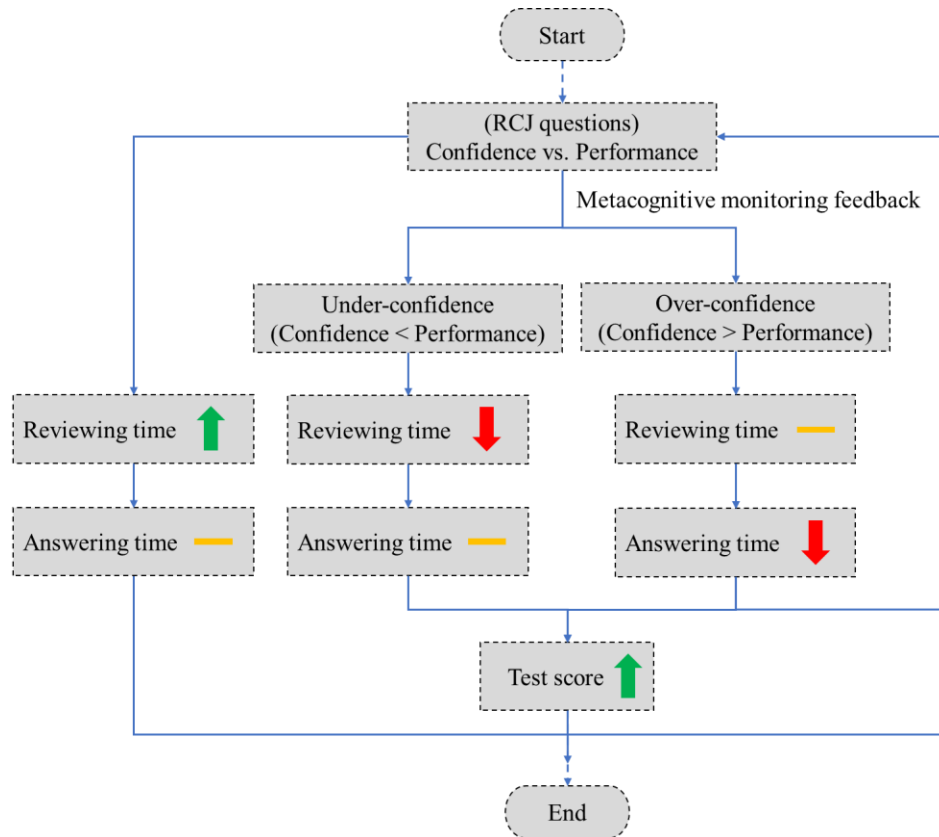 Start
(RCJ questions)
Confidence vs. Performance
Metacognitive monitoring feedback
Under-confidence
(Confidence < Performance)
Over-confidence
(Confidence > Performance)
Reviewing time
Reviewing time
Reviewing time
Answering time
Answering time
Answering time
Test score
End